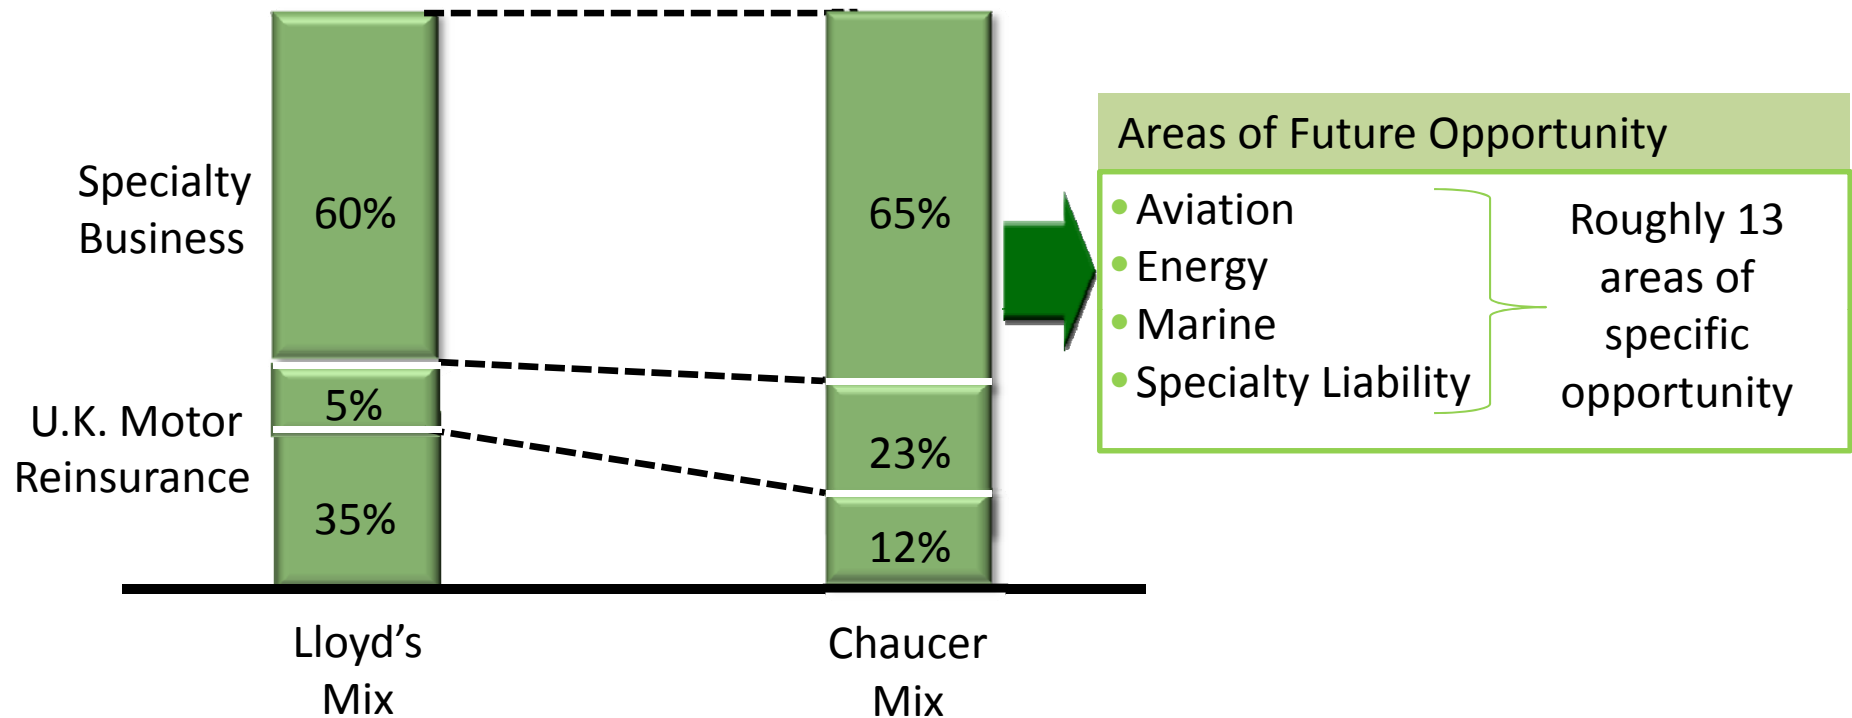 Specialty
Business
U.K. Motor
Reinsurance
60%
5%
35%
65%
23%
12%
Lloyd’s
Mix
Chaucer
Mix
Areas of Future Opportunity
• Aviation
• Energy
• Marine
• Specialty Liability
Roughly 13
areas of
specific
opportunity